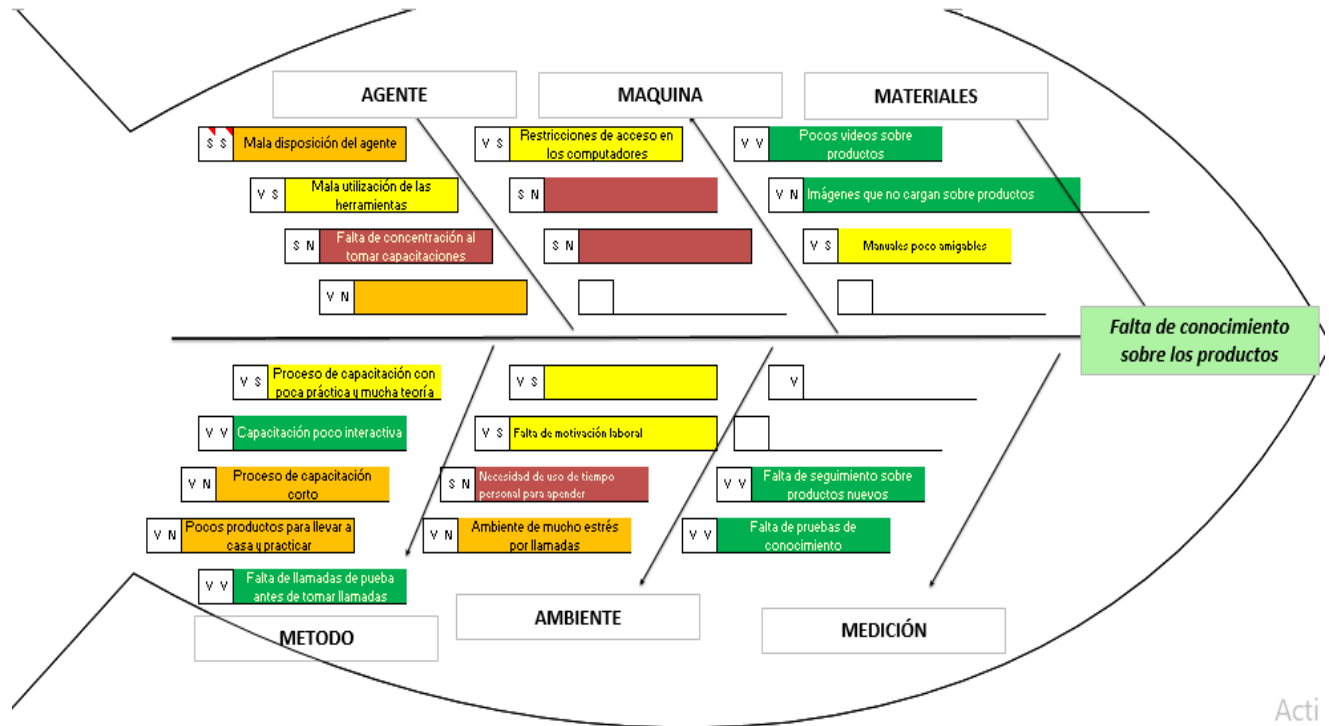 AGENTE
MAQUINA
MATERIALES
S S
Mala disposición del agente
V S
Mala utilización de las
herramientas
S N
Falta de concentración al
tomar capacitaciones
V N
V S
Restricciones de acceso en
los computadores
S N
S N
V V
Pocos videos sobre
productos
V N
Imágenes que no cargan sobre productos
V S
Manuales poco amigables
Falta de conocimiento
sobre los productos
V S
Proceso de capacitación con
poca práctica y mucha teoría
V V
Capacitación poco interactiva
V N
Proceso de capacitación
corto
V N
Pocos productos para llevar a
casa y practicar
V V
Falta de llamadas de pueba
antes de tomar llamadas
V S
V S
Falta de motivación laboral
S N
Necesidad de uso de tiempo
personal para apender
V N
Ambiente de mucho estrés
por llamadas
V
V V
Falta de seguimiento sobre
productos nuevos
V V
Falta de pruebas de
conocimiento
METODO
AMBIENTE
MEDICIÓN
Acti